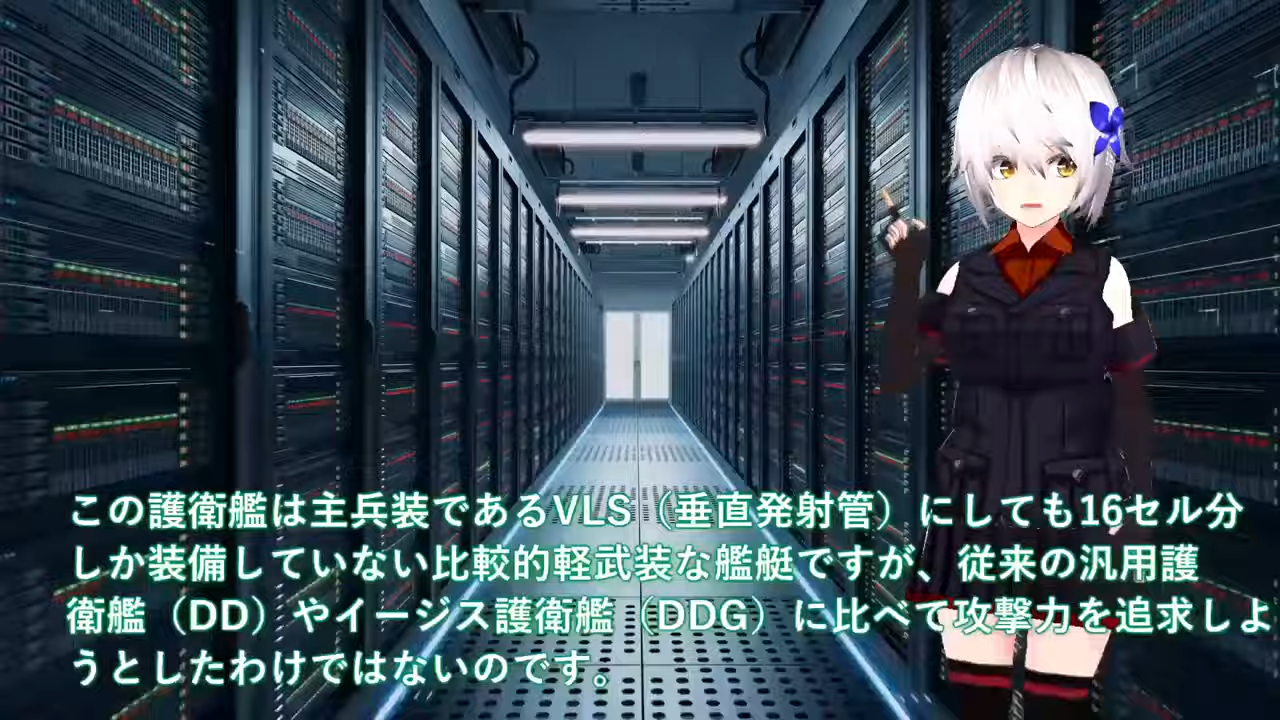 この護衛艦は主兵装であるVLS（垂直発射管）にしても16セル分
しか装備していない比較的軽武装な艦艇ですが、従来の汎用護
衛艦（DD）やイージス護衛艦（DDG）に比べて攻撃力を追求しよ
うとしたわけではないのです。